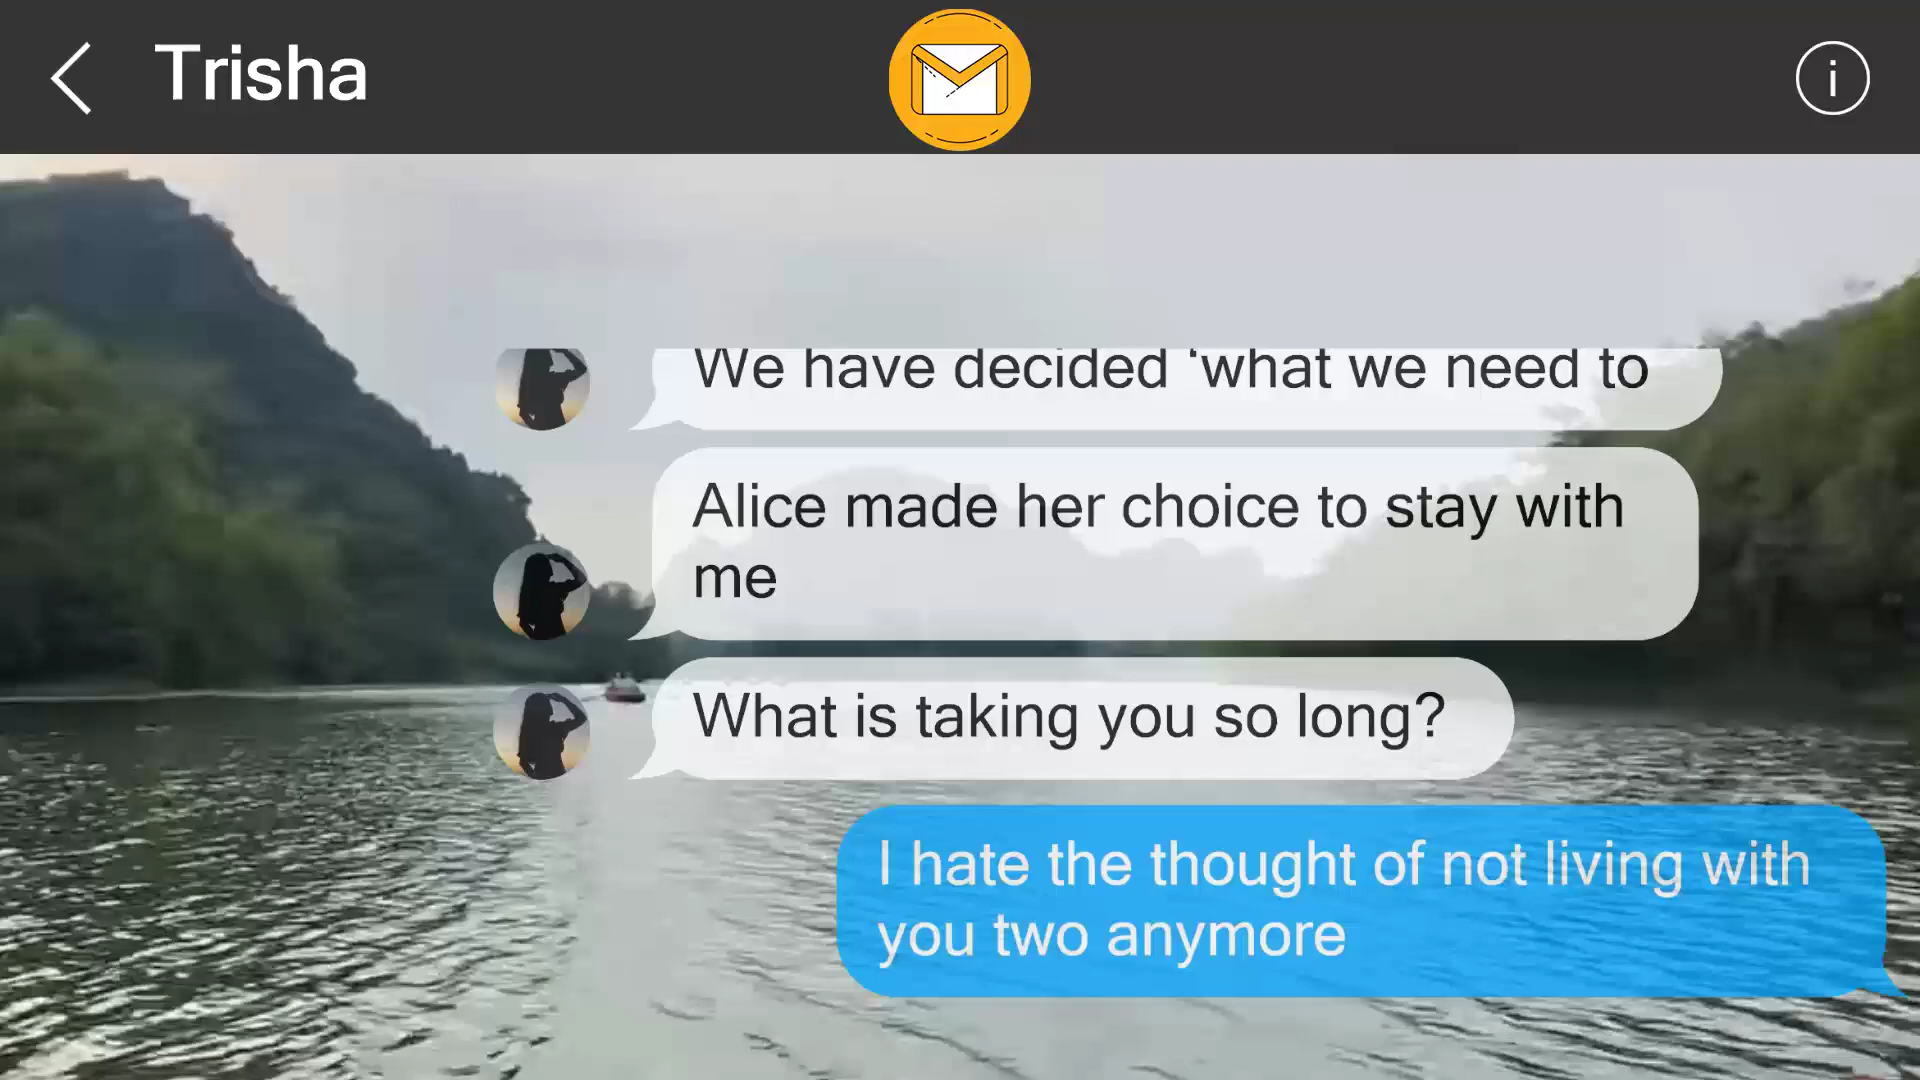 Trisha
i
We have decided 'what we need to
Alice made her choice to stay with
me
What is taking you so long?
I hate the thought of not living with
you two anymore